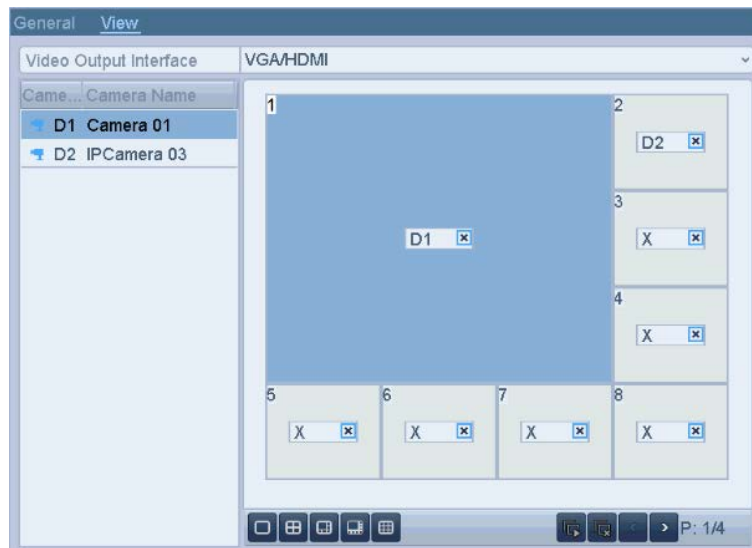 General View
Video Output Interface VGA/HDMI
Came... Camera Name
D1 Camera 01
D2 IPCamera 03
1
D1
2
D2
3
X
4
X
5
X
6
X
7
X
8
X
P: 1/4